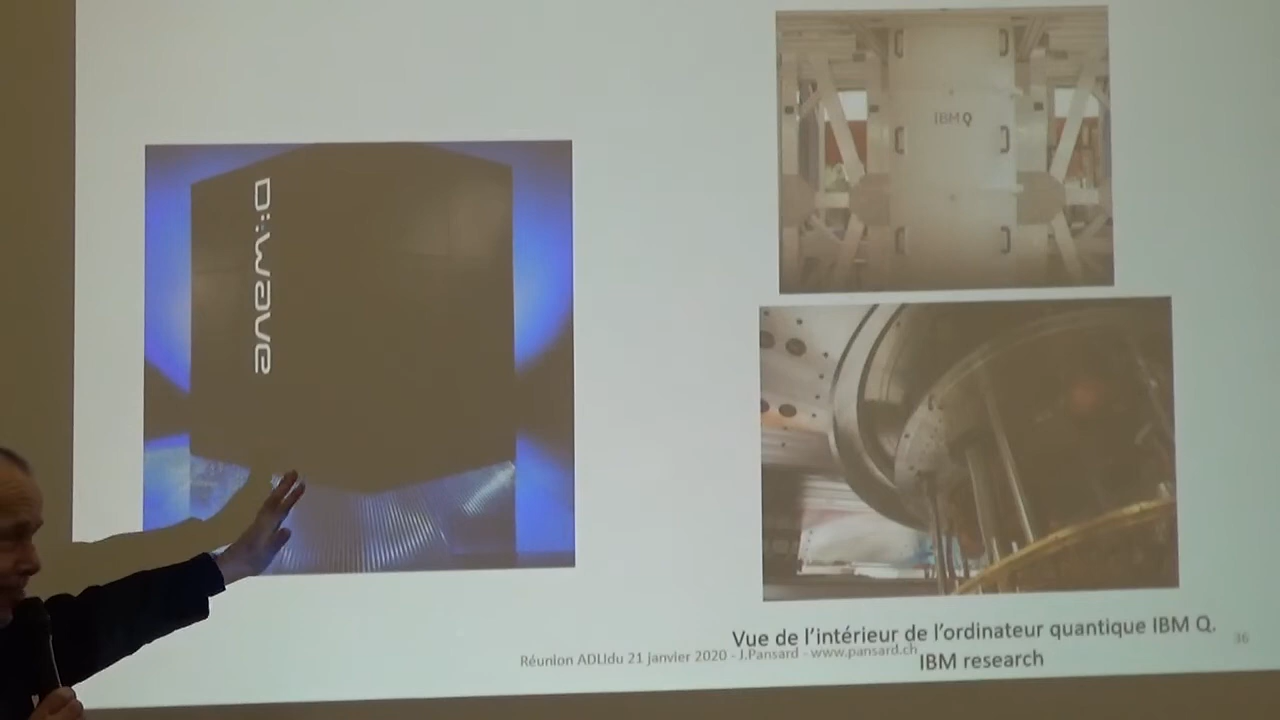 D:wave
IBM Q
Vue de l'intérieur de l'ordinateur quantique IBM Q.
IBM research
Réunion ADLIdu 21 janvier 2020 - J.Pansard - www.pansard.ch
36